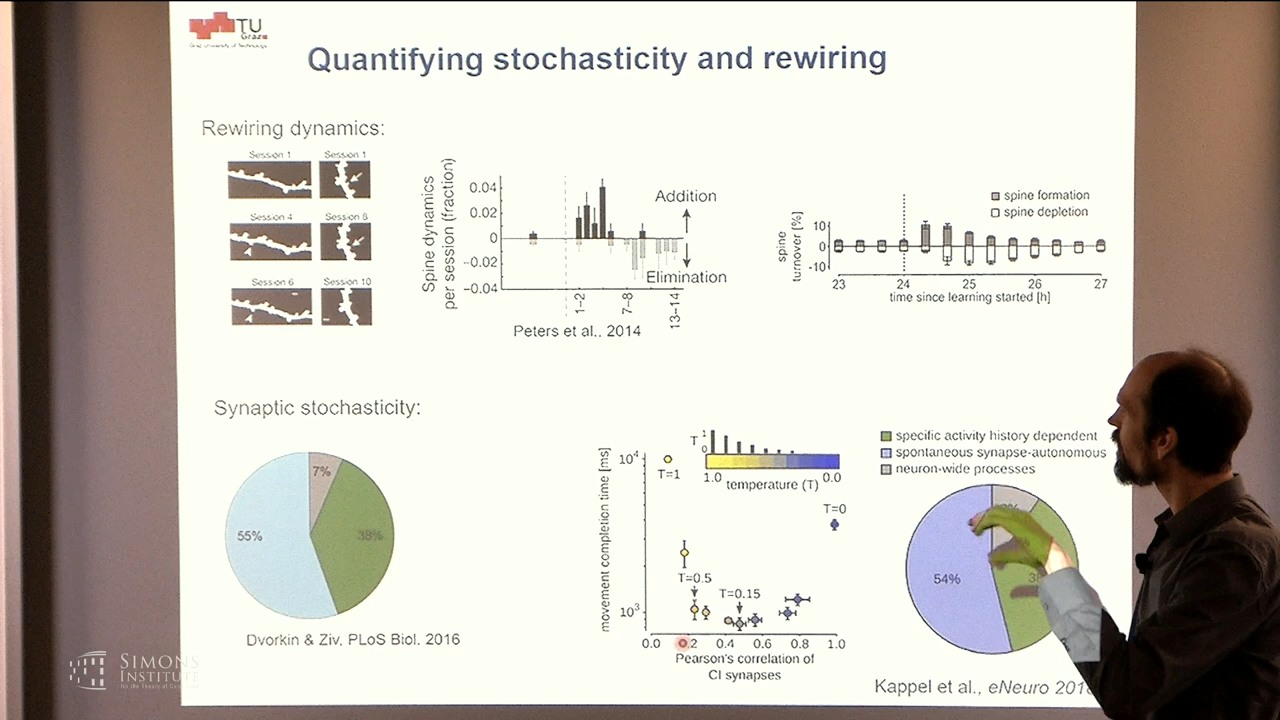 TU
Graz
Graz University of Technology
Quantifying stochasticity and rewiring
Rewiring dynamics:
Session 1
Session 1
Session 4
Session 8
Session 6
Session 10
Spine dynamics
per session (fraction)
0.04
0.02
0
−0.02
−0.04
Addition
Elimination
1–2
7–8
13–14
Peters et al., 2014
spine formation
spine depletion
spine
turnover [%]
10
0
-10
23 24 25 26 27
time since learning started [h]
Synaptic stochasticity:
7%
38%
55%
Dvorkin & Ziv, PLoS Biol. 2016
movement completion time [ms]
10⁴
10³
T=1
T
1
0
1.0 0.0
temperature (T)
T=0
T=0.5
T=0.15
0.0 0.2 0.4 0.6 0.8 1.0
Pearson's correlation of
CI synapses
specific activity history dependent
spontaneous synapse-autonomous
neuron-wide processes
54%
Kappel et al., eNeuro 201
SIMONS
INSTITUTE
for the Theory of Computing